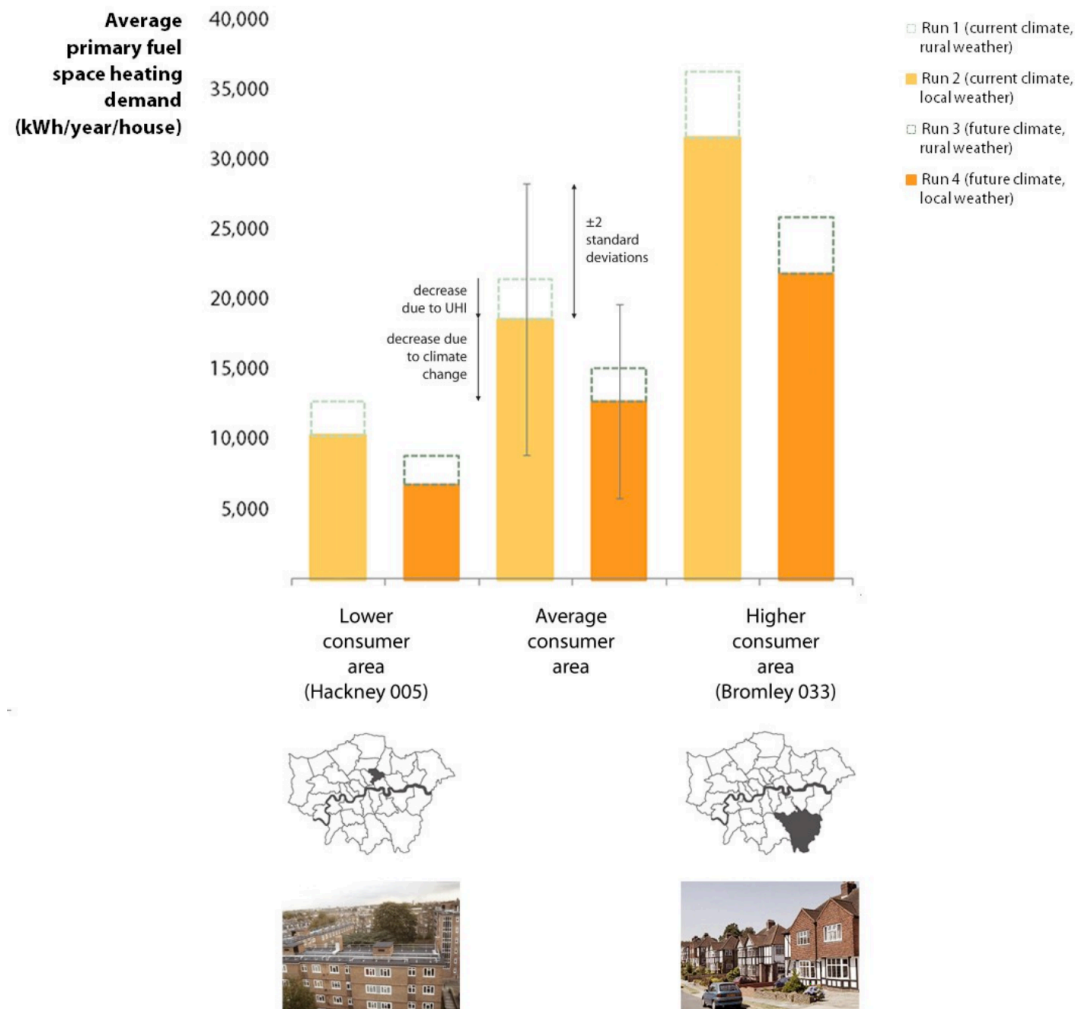 Average
primary fuel
space heating
demand
(kWh/year/house)
40,000
35,000
30,000
25,000
20,000
15,000
10,000
5,000
Run 1 (current climate,
rural weather)
Run 2 (current climate,
local weather)
Run 3 (future climate,
rural weather)
Run 4 (future climate,
local weather)
±2
standard
deviations
decrease
due to UHI
decrease due
to climate
change
Lower
consumer
area
(Hackney 005)
Average
consumer
area
Higher
consumer
area
(Bromley 033)